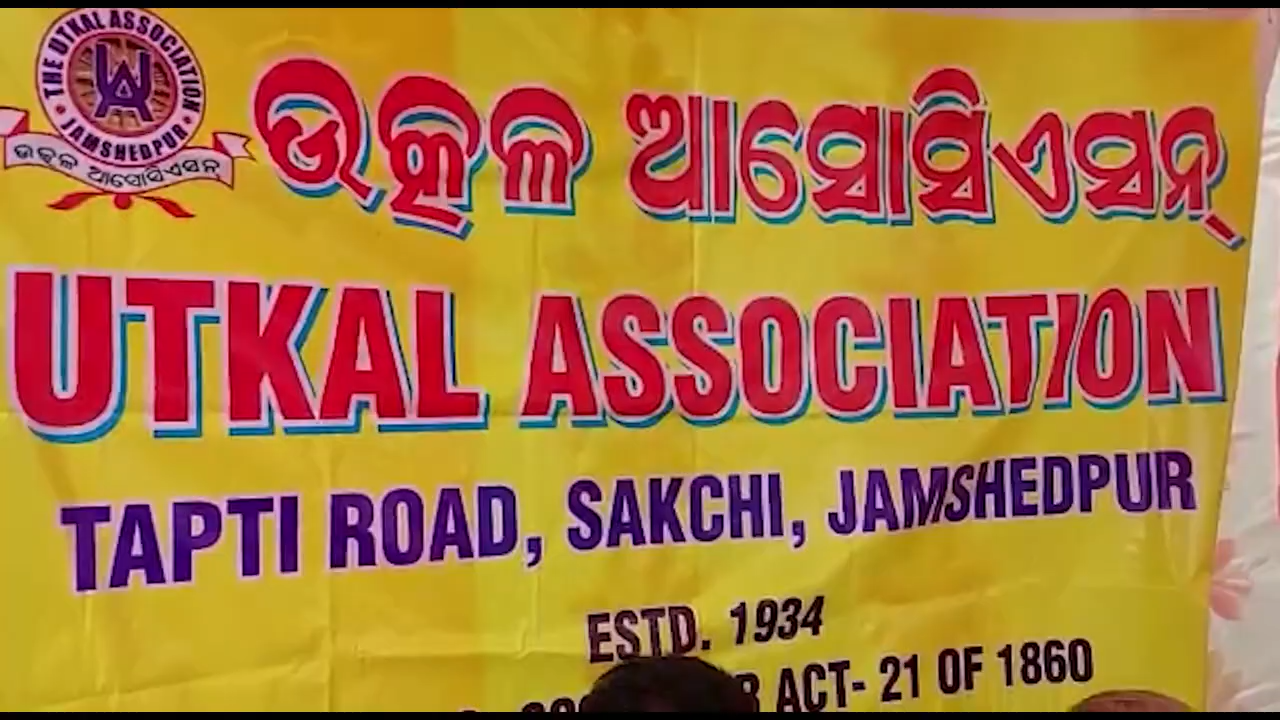 THE UTKAL ASSOCIATION
JAMSHEDPUR
ଉତ୍କଳ ଆସୋସିଏସନ୍
ଉତ୍କଳ ଆସୋସିଏସନ୍
UTKAL ASSOCIATION
TAPTI ROAD, SAKCHI, JAMSHEDPUR
ESTD. 1934
ACT- 21 OF 1860